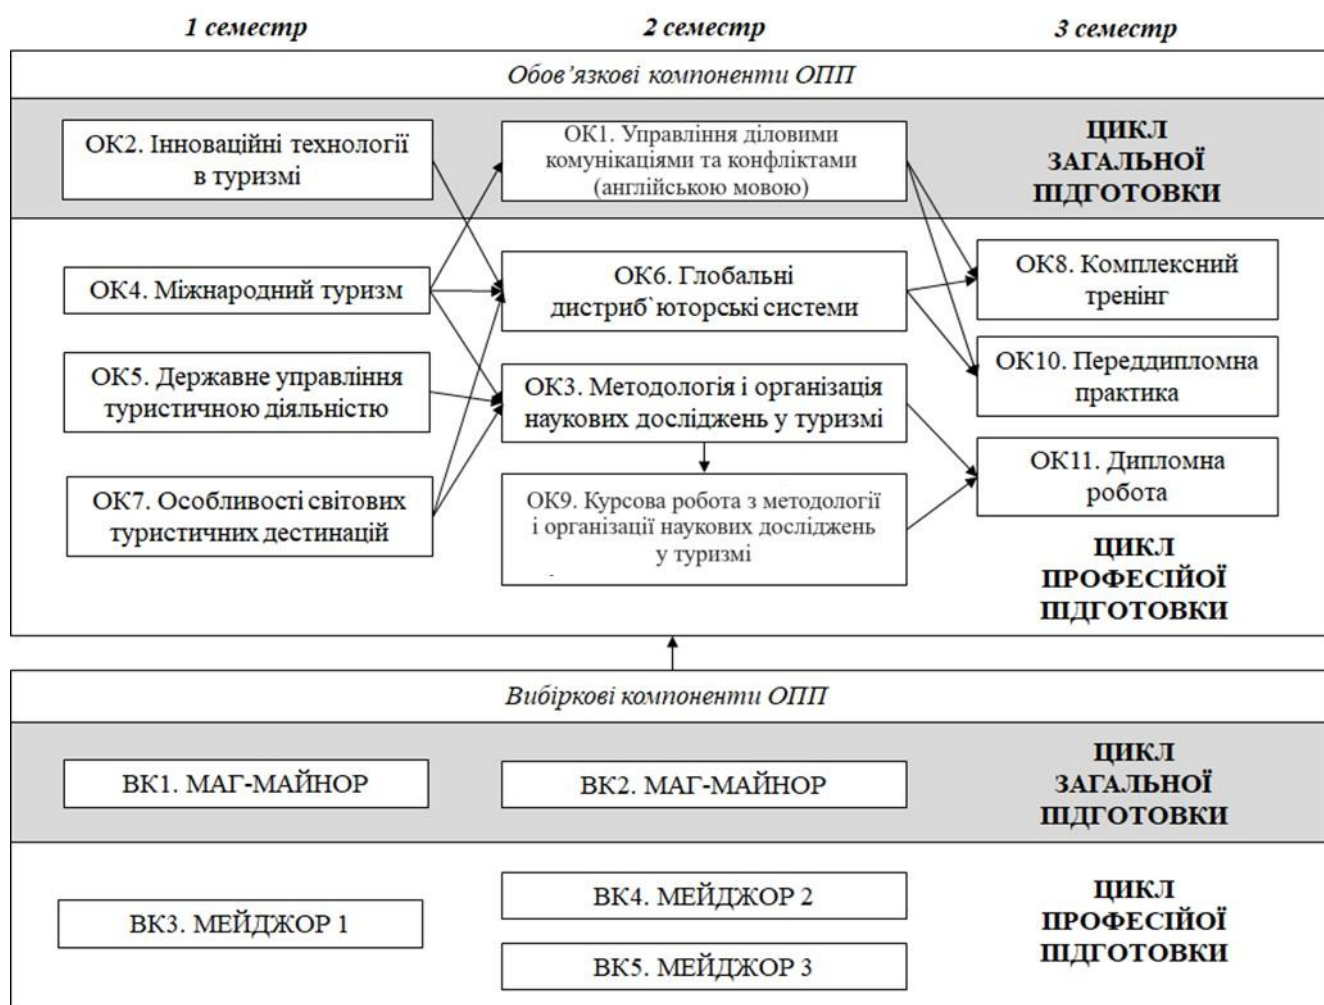 1 семестр
2 семестр
3 семестр
Обов’язкові компоненти ОПП
ОК2. Інноваційні технології
в туризмі
ОК1. Управління діловими
комунікаціями та конфліктами
(англійською мовою)
ЦИКЛ
ЗАГАЛЬНОЇ
ПІДГОТОВКИ
ОК4. Міжнародний туризм
ОК6. Глобальні
дистриб`юторські системи
ОК8. Комплексний
тренінг
ОК5. Державне управління
туристичною діяльністю
ОК3. Методологія і організація
наукових досліджень у туризмі
ОК10. Переддипломна
практика
ОК7. Особливості світових
туристичних дестинацій
ОК9. Курсова робота з методології
і організації наукових досліджень
у туризмі
ОК11. Дипломна
робота
ЦИКЛ
ПРОФЕСІЙОЇ
ПІДГОТОВКИ
Вибіркові компоненти ОПП
ВК1. МАГ-МАЙНОР
ВК2. МАГ-МАЙНОР
ЦИКЛ
ЗАГАЛЬНОЇ
ПІДГОТОВКИ
ВК3. МЕЙДЖОР 1
ВК4. МЕЙДЖОР 2
ВК5. МЕЙДЖОР 3
ЦИКЛ
ПРОФЕСІЙОЇ
ПІДГОТОВКИ